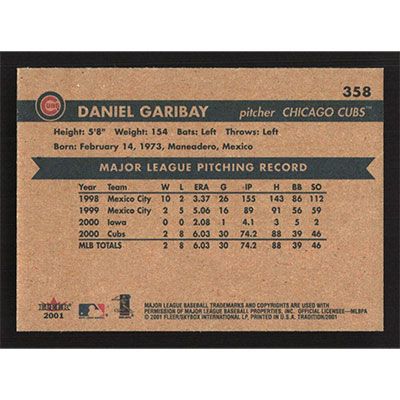 358
CUBS
DANIEL GARIBAY pitcher CHICAGO CUBS™
Height: 5'8" Weight: 154 Bats: Left Throws: Left
Born: February 14, 1973, Maneadero, Mexico
MAJOR LEAGUE PITCHING RECORD
Year Team W L ERA G IP H BB SO
1998 Mexico City 10 2 3.37 26 155 143 86 112
1999 Mexico City 2 5 5.06 16 89 91 56 59
2000 Iowa 0 0 2.08 1 4.1 3 5 2
2000 Cubs 2 8 6.03 30 74.2 88 39 46
MLB TOTALS 2 8 6.03 30 74.2 88 39 46
FLEER
2001
MAJOR LEAGUE BASEBALL TRADEMARKS AND COPYRIGHTS ARE USED WITH
PERMISSION OF MAJOR LEAGUE BASEBALL PROPERTIES, INC. OFFICIAL LICENSEE—MLBPA
© 2001 FLEER/SKYBOX INTERNATIONAL LP, PRINTED IN USA. TRADITION/2001